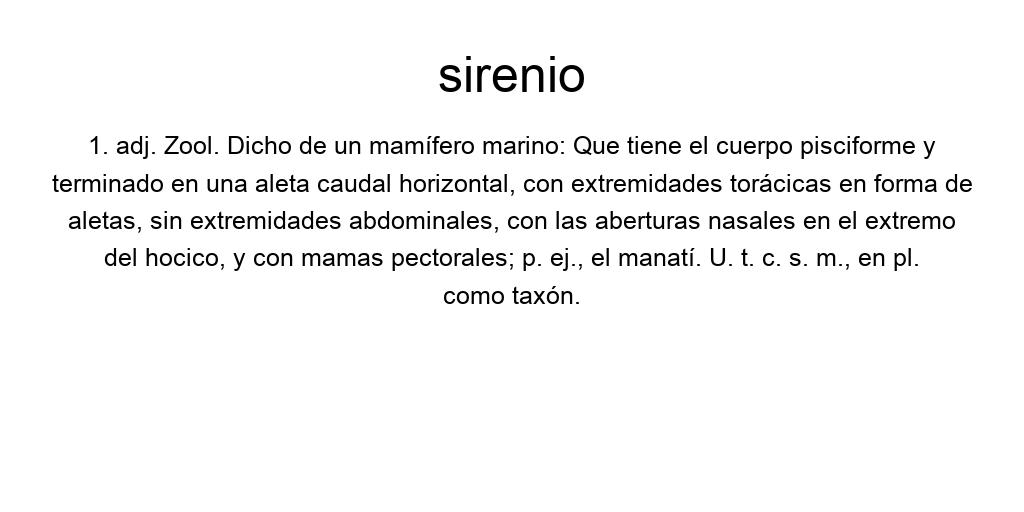 sirenio
1. adj. Zool. Dicho de un mamífero marino: Que tiene el cuerpo pisciforme y
terminado en una aleta caudal horizontal, con extremidades torácicas en forma de
aletas, sin extremidades abdominales, con las aberturas nasales en el extremo
del hocico, y con mamas pectorales; p. ej., el manatí. U. t. c. s. m., en pl.
como taxón.